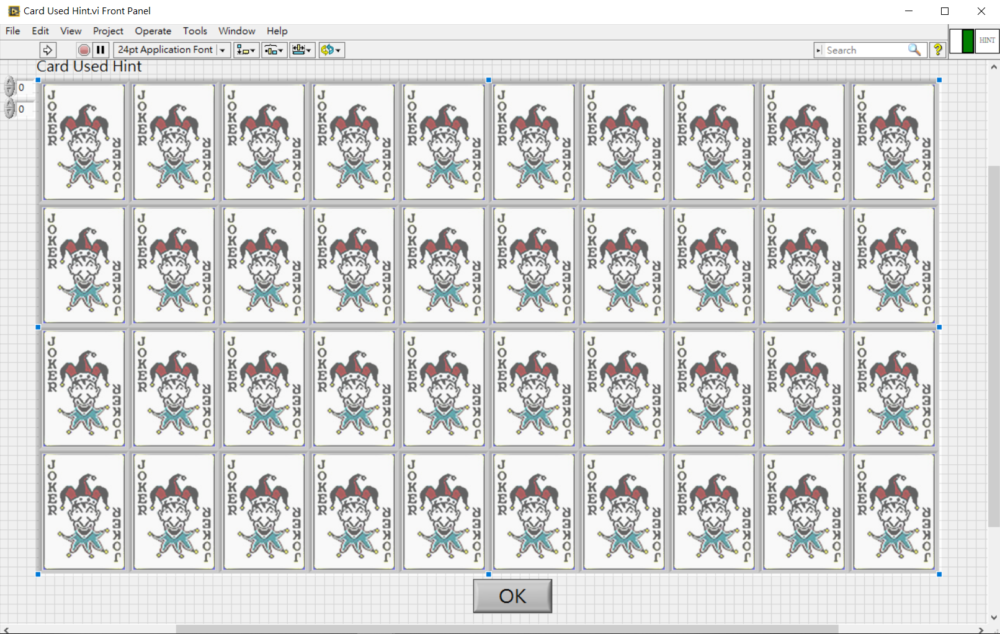 Card Used Hint.vi Front Panel
File Edit View Project Operate Tools Window Help
24pt Application Font
Search
?
HINT
Card Used Hint
0
0
JOKER JOKER JOKER JOKER JOKER JOKER JOKER JOKER JOKER JOKER
JOKER JOKER JOKER JOKER JOKER JOKER JOKER JOKER JOKER JOKER
JOKER JOKER JOKER JOKER JOKER JOKER JOKER JOKER JOKER JOKER
JOKER JOKER JOKER JOKER JOKER JOKER JOKER JOKER JOKER JOKER
JOKER JOKER JOKER JOKER JOKER JOKER JOKER JOKER JOKER JOKER
JOKER JOKER JOKER JOKER JOKER JOKER JOKER JOKER JOKER JOKER
JOKER JOKER JOKER JOKER JOKER JOKER JOKER JOKER JOKER JOKER
JOKER JOKER JOKER JOKER JOKER JOKER JOKER JOKER JOKER JOKER
OK